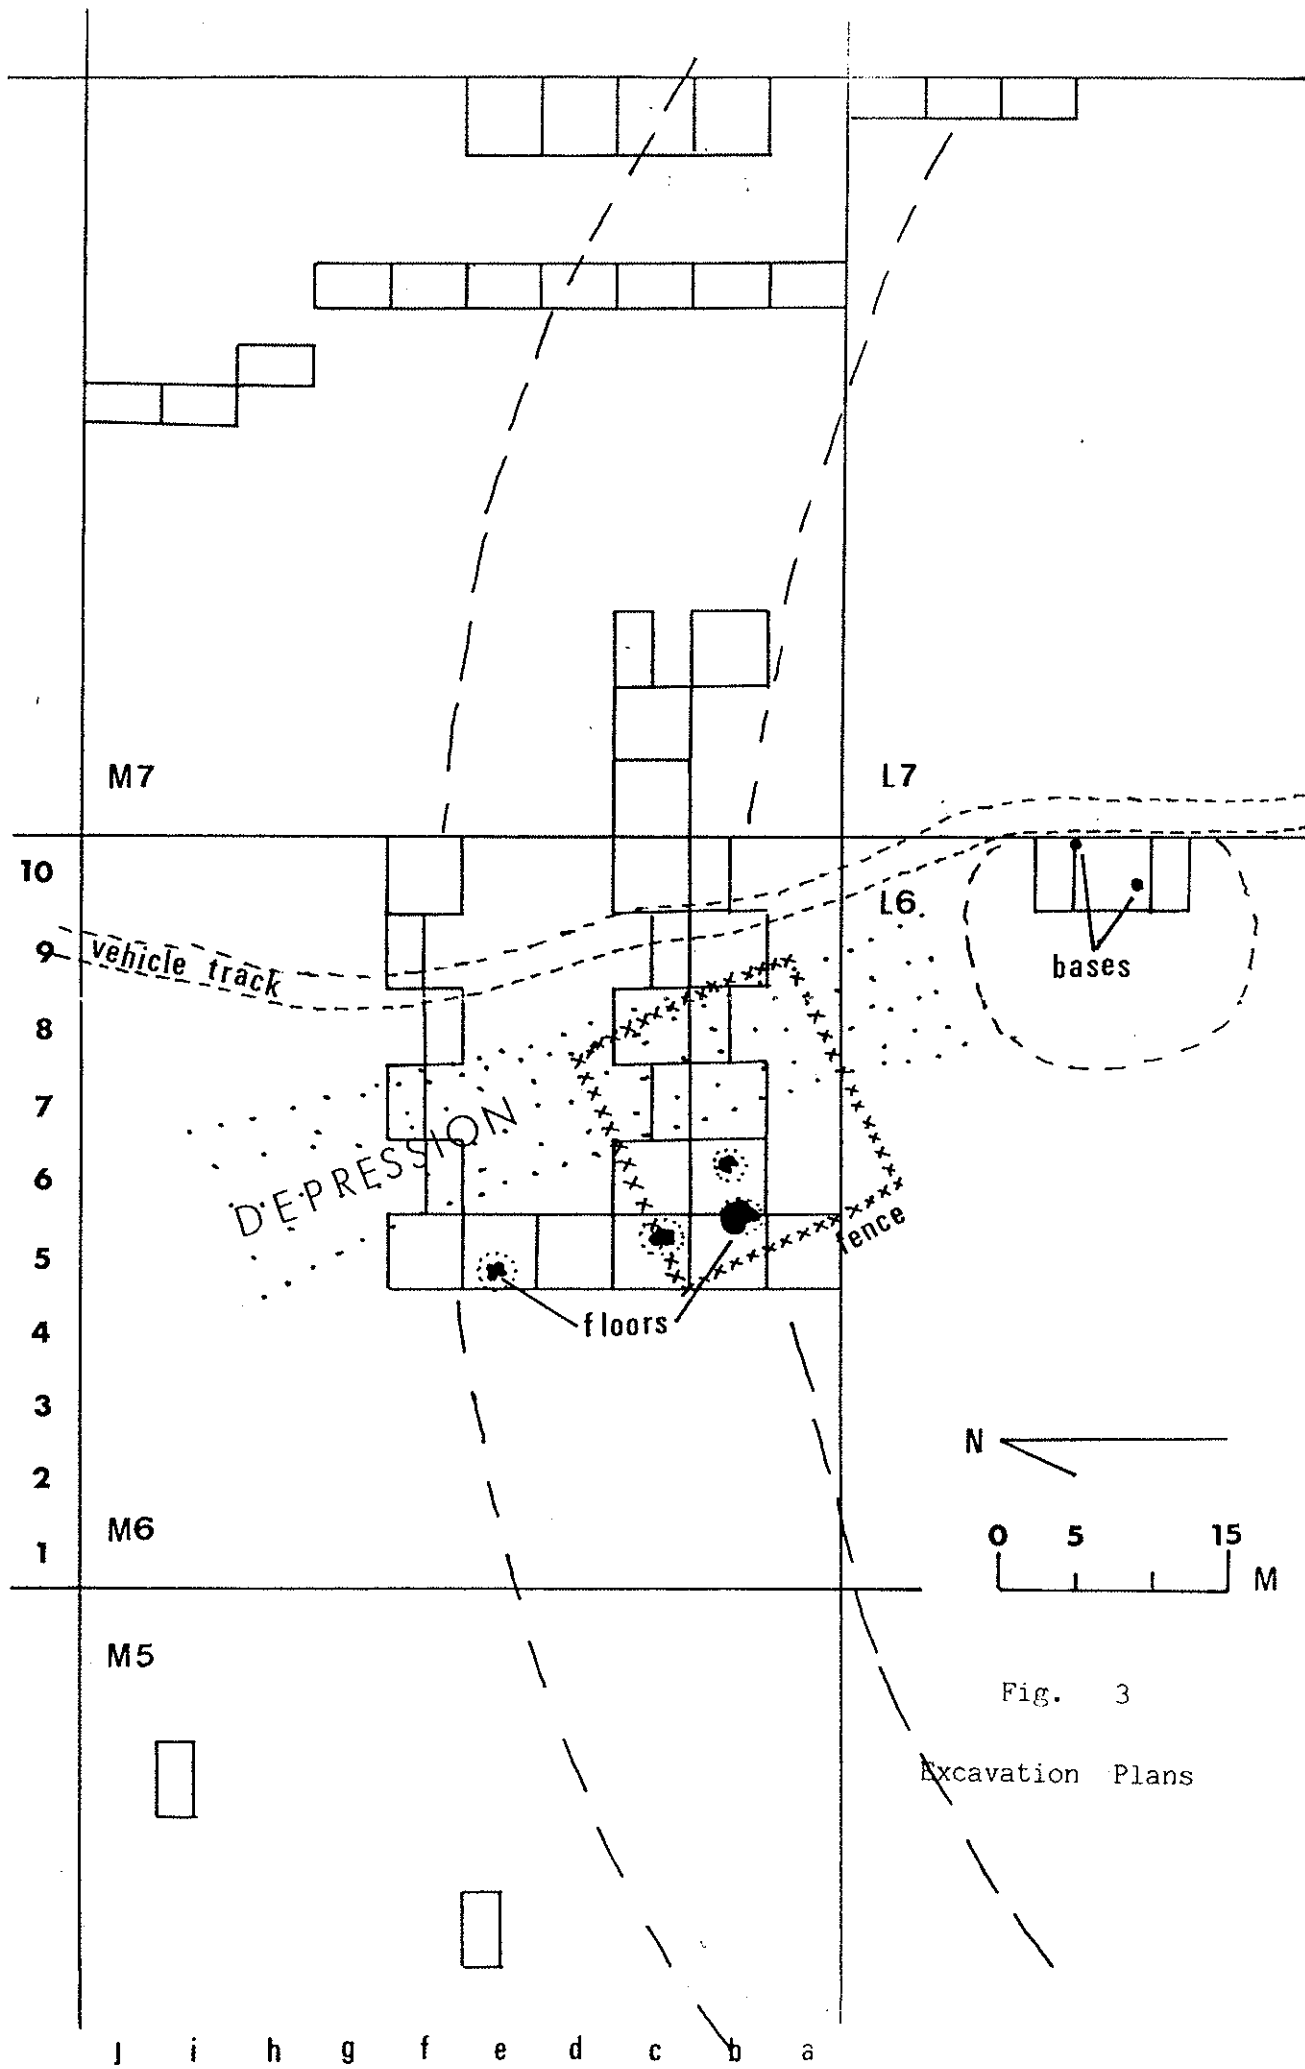 M7
L7
10
L6
9
vehicle track
bases
8
7
DEPRESSION
6
fence
5
floors
4
3
N
2
M6
0 5 15
1
M
M5
Fig. 3
Excavation Plans
J i h g f e d c b a